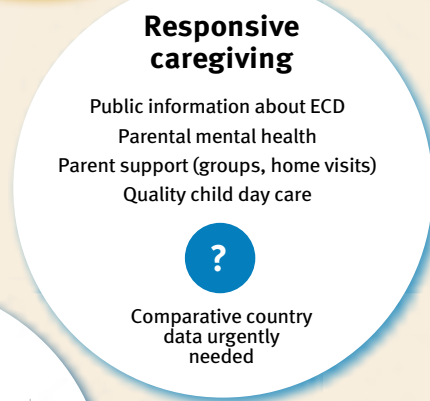 Responsive
caregiving
Public information about ECD
Parental mental health
Parent support (groups, home visits)
Quality child day care
?
Comparative country
data urgently
needed